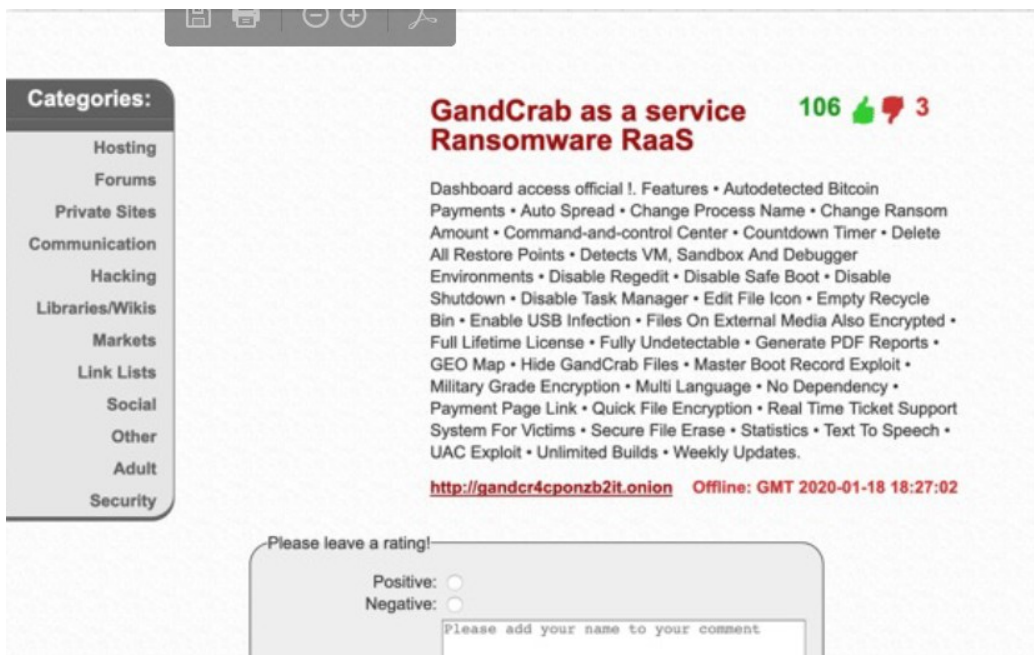 Categories:
Hosting
Forums
Private Sites
Communication
Hacking
Libraries/Wikis
Markets
Link Lists
Social
Other
Adult
Security
GandCrab as a service
Ransomware RaaS
106 3
Dashboard access official !. Features • Autodetected Bitcoin
Payments • Auto Spread • Change Process Name • Change Ransom
Amount • Command-and-control Center • Countdown Timer • Delete
All Restore Points • Detects VM, Sandbox And Debugger
Environments • Disable Regedit • Disable Safe Boot • Disable
Shutdown • Disable Task Manager • Edit File Icon • Empty Recycle
Bin • Enable USB Infection • Files On External Media Also Encrypted •
Full Lifetime License • Fully Undetectable • Generate PDF Reports •
GEO Map • Hide GandCrab Files • Master Boot Record Exploit •
Military Grade Encryption • Multi Language • No Dependency •
Payment Page Link • Quick File Encryption • Real Time Ticket Support
System For Victims • Secure File Erase • Statistics • Text To Speech •
UAC Exploit • Unlimited Builds • Weekly Updates.
http://gandcr4cponzb2it.onion Offline: GMT 2020-01-18 18:27:02
Please leave a rating!
Positive:
Negative:
Please add your name to your comment